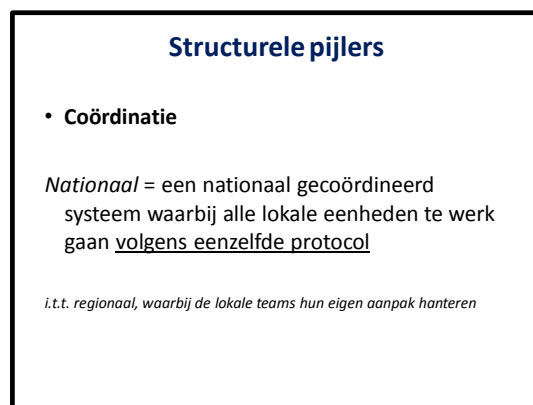 Structurele pijlers
• Coördinatie
Nationaal = een nationaal gecoördineerd
systeem waarbij alle lokale eenheden te werk
gaan volgens eenzelfde protocol
i.t.t. regionaal, waarbij de lokale teams hun eigen aanpak hanteren